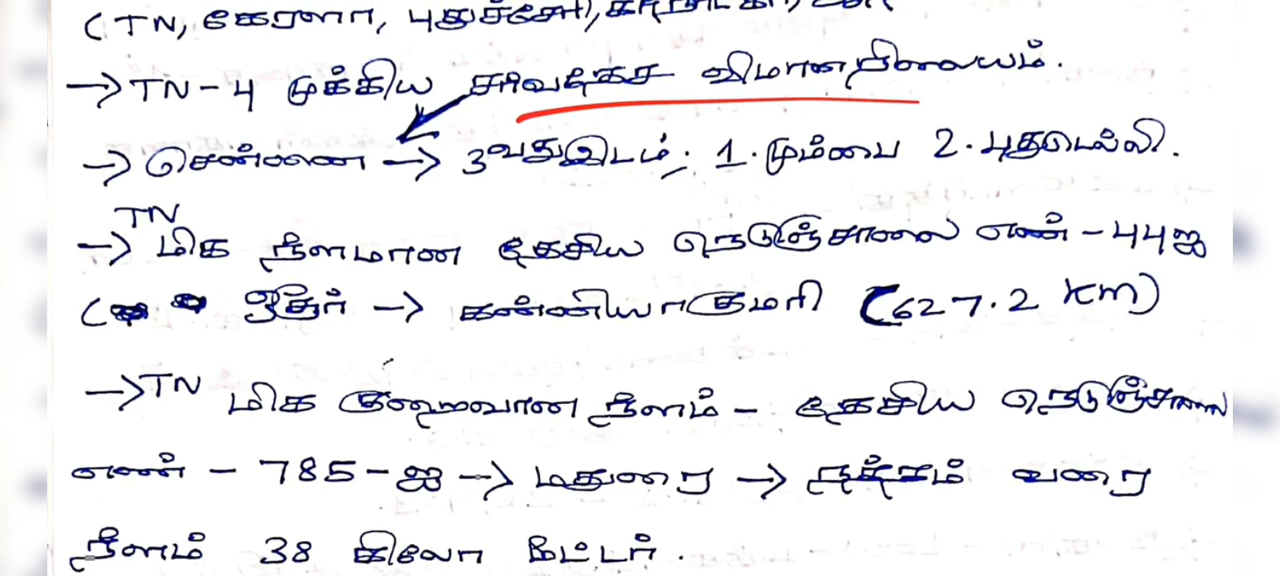 (TN, கேரளா, புதுச்சேரி, கர்நாடகா,
→ TN - 4 முக்கிய சர்வதேச விமானநிலையம்.
→ சென்னை → 3வதுஇடம்; 1. மும்பை 2. புதுடெல்லி.
TN
→ மிக நீளமான தேசிய நெடுஞ்சாலை எண் - 44ஐ
( ஓசூர் → கன்னியாகுமரி (627.2 Km)
→ TN மிக குறைவான நீளம் - தேசிய நெடுஞ்சாலை
எண் - 785-ஐ → மதுரை → நத்தம் வரை
நீளம் 38 கிலோ மீட்டர்.